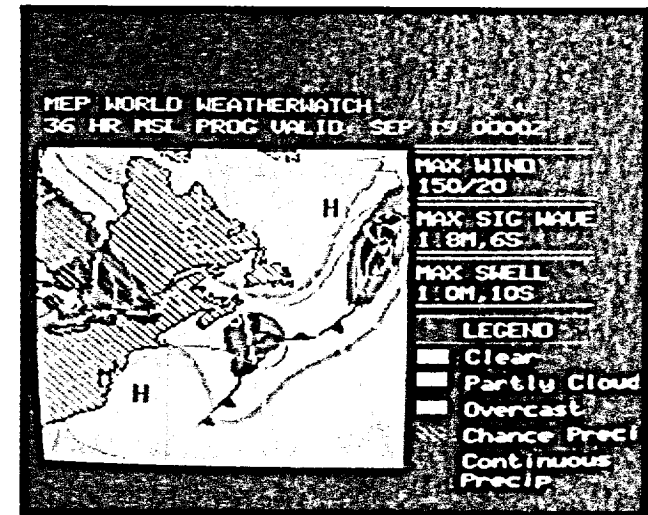 MEP WORLD WEATHERWATCH
36 HR MSL PROG VALID SEP 19 0000Z
MAX WIND
150/20
MAX SIG WAVE
1.8M,6S
MAX SWELL
1.0M,10S
LEGEND
Clear
Partly Cloud
Overcast
Chance Preci
Continuous
Precip
H
H